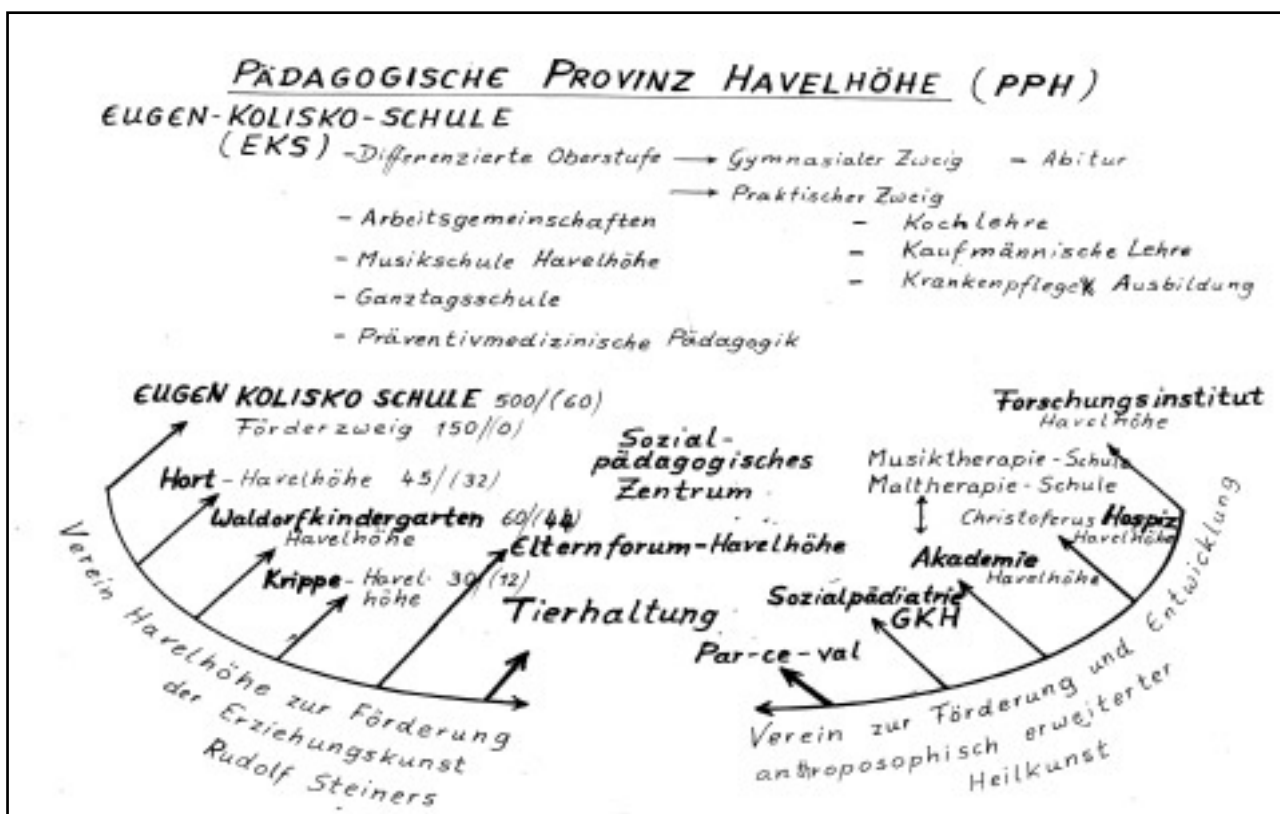 PÄDAGOGISCHE PROVINZ HAVELHÖHE (PPH)
EUGEN-KOLISKO-SCHULE
(EKS) -Differenzierte Oberstufe → Gymnasialer Zweig - Abitur
→ Praktischer Zweig
- Arbeitsgemeinschaften - Kochlehre
- Musikschule Havelhöhe - Kaufmännische Lehre
- Ganztagsschule - Krankenpflege Ausbildung
- Präventivmedizinische Pädagogik
EUGEN KOLISKO SCHULE 500/(60)
Förderzweig 150/(0)
Hort - Havelhöhe 45/(32)
Waldorfkindergarten 60/(44)
Havelhöhe
Krippe - Havel-
höhe 30/(12)
Sozial-
pädagogisches
Zentrum
Elternforum-Havelhöhe
Tierhaltung
Verein Havelhöhe zur Förderung
der Erziehungskunst
Rudolf Steiners
Forschungsinstitut
Havelhöhe
Musiktherapie-Schule
Maltherapie-Schule
Christoferus Hospiz
Havelhöhe
Akademie
Havelhöhe
Sozialpädiatrie
GKH
Par-ce-val
Verein zur Förderung und Entwicklung
anthroposophisch erweiterter
Heilkunst